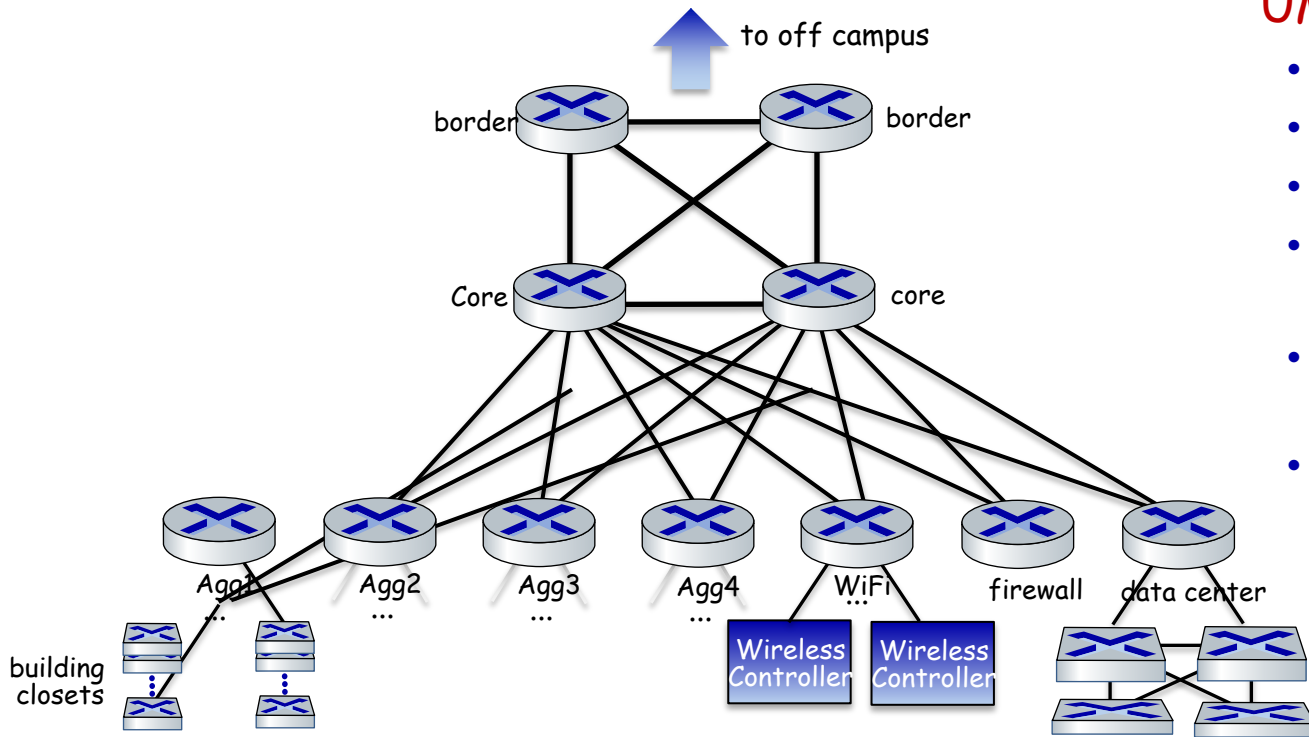 to off campus
border
border
Core
core
Agg1
...
Agg2
...
Agg3
...
Agg4
...
WiFi
...
firewall
data center
building
closets
Wireless
Controller
Wireless
Controller